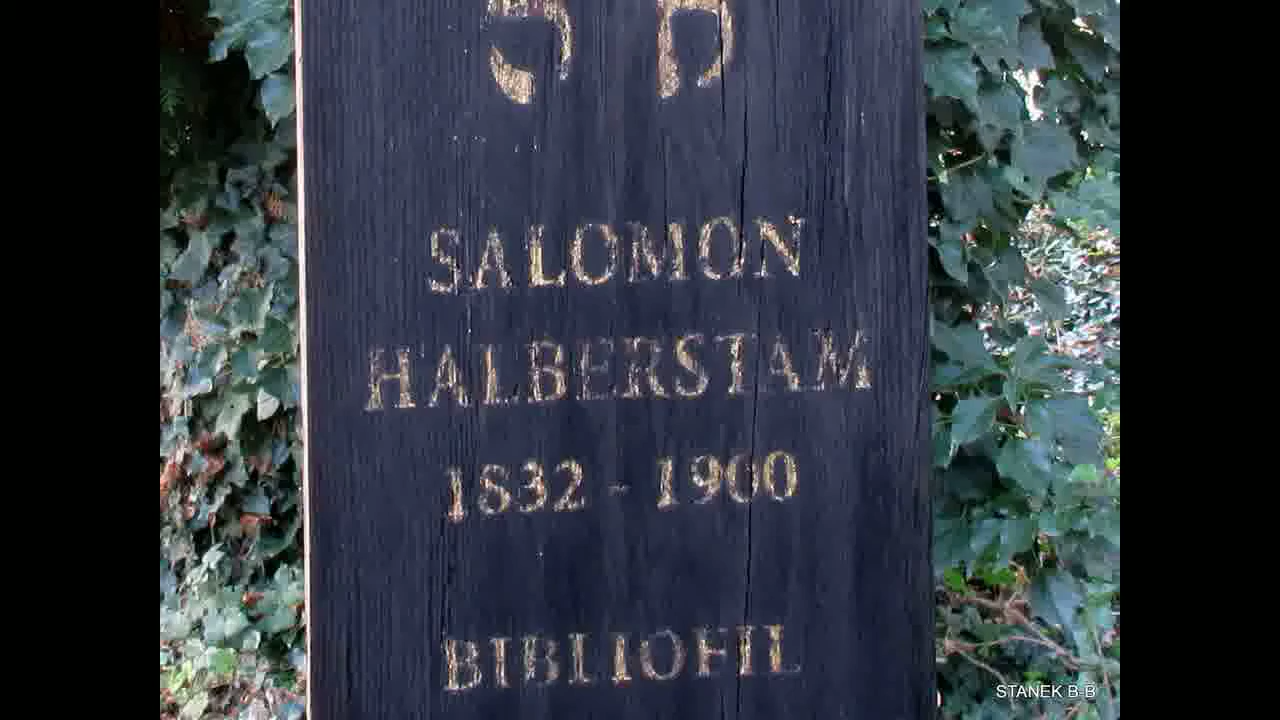 פ נ
SALOMON
HALBERSTAM
1832 - 1900
BIBLIOFIL
STANEK B-B